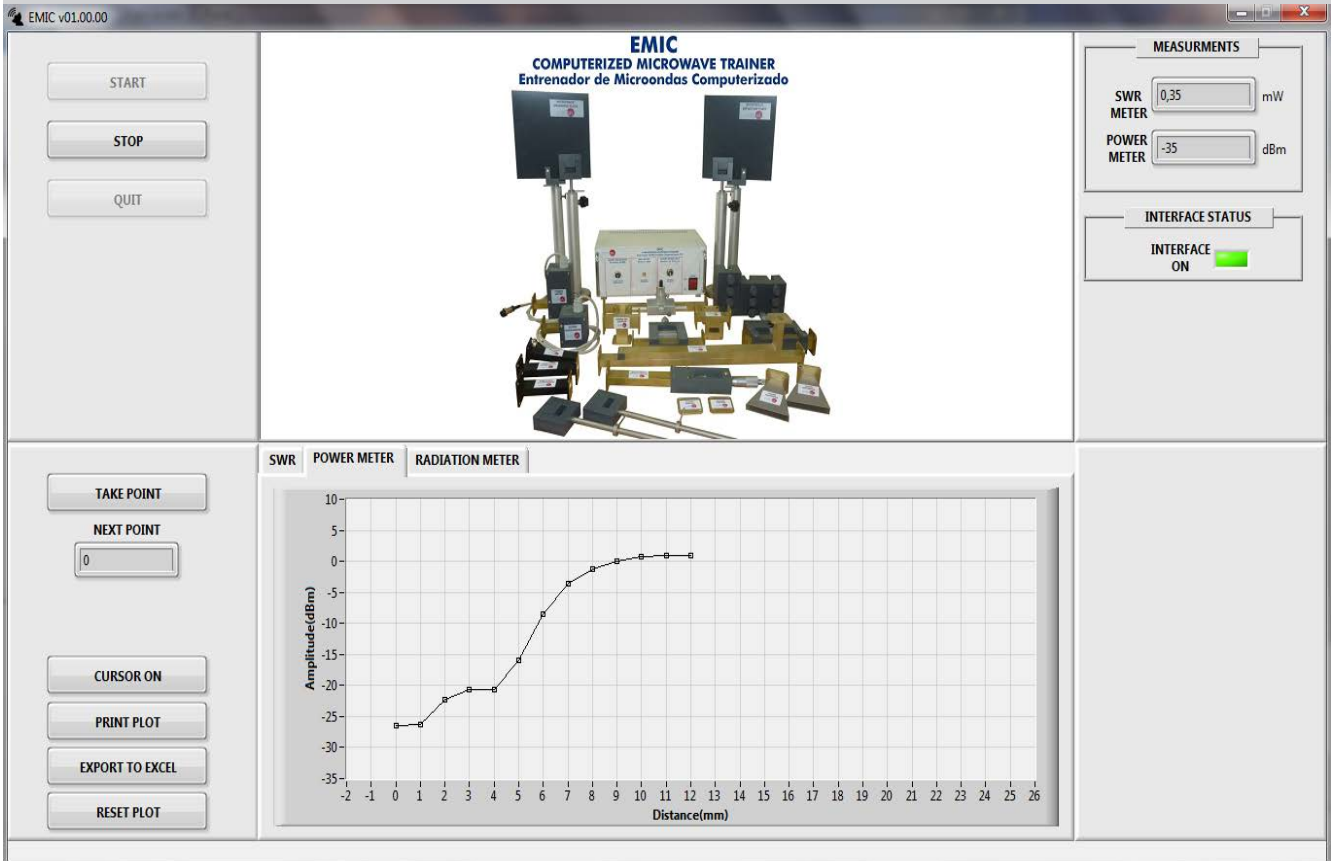 EMIC v01.00.00
START
STOP
QUIT
EMIC
COMPUTERIZED MICROWAVE TRAINER
Entrenador de Microondas Computerizado
MEASURMENTS
SWR METER
0,35
mW
POWER METER
-35
dBm
INTERFACE STATUS
INTERFACE ON
TAKE POINT
NEXT POINT
0
CURSOR ON
PRINT PLOT
EXPORT TO EXCEL
RESET PLOT
SWR POWER METER RADIATION METER
Amplitude(dBm)
10
5
0
-5
-10
-15
-20
-25
-30
-35
-2 -1 0 1 2 3 4 5 6 7 8 9 10 11 12 13 14 15 16 17 18 19 20 21 22 23 24 25 26
Distance(mm)